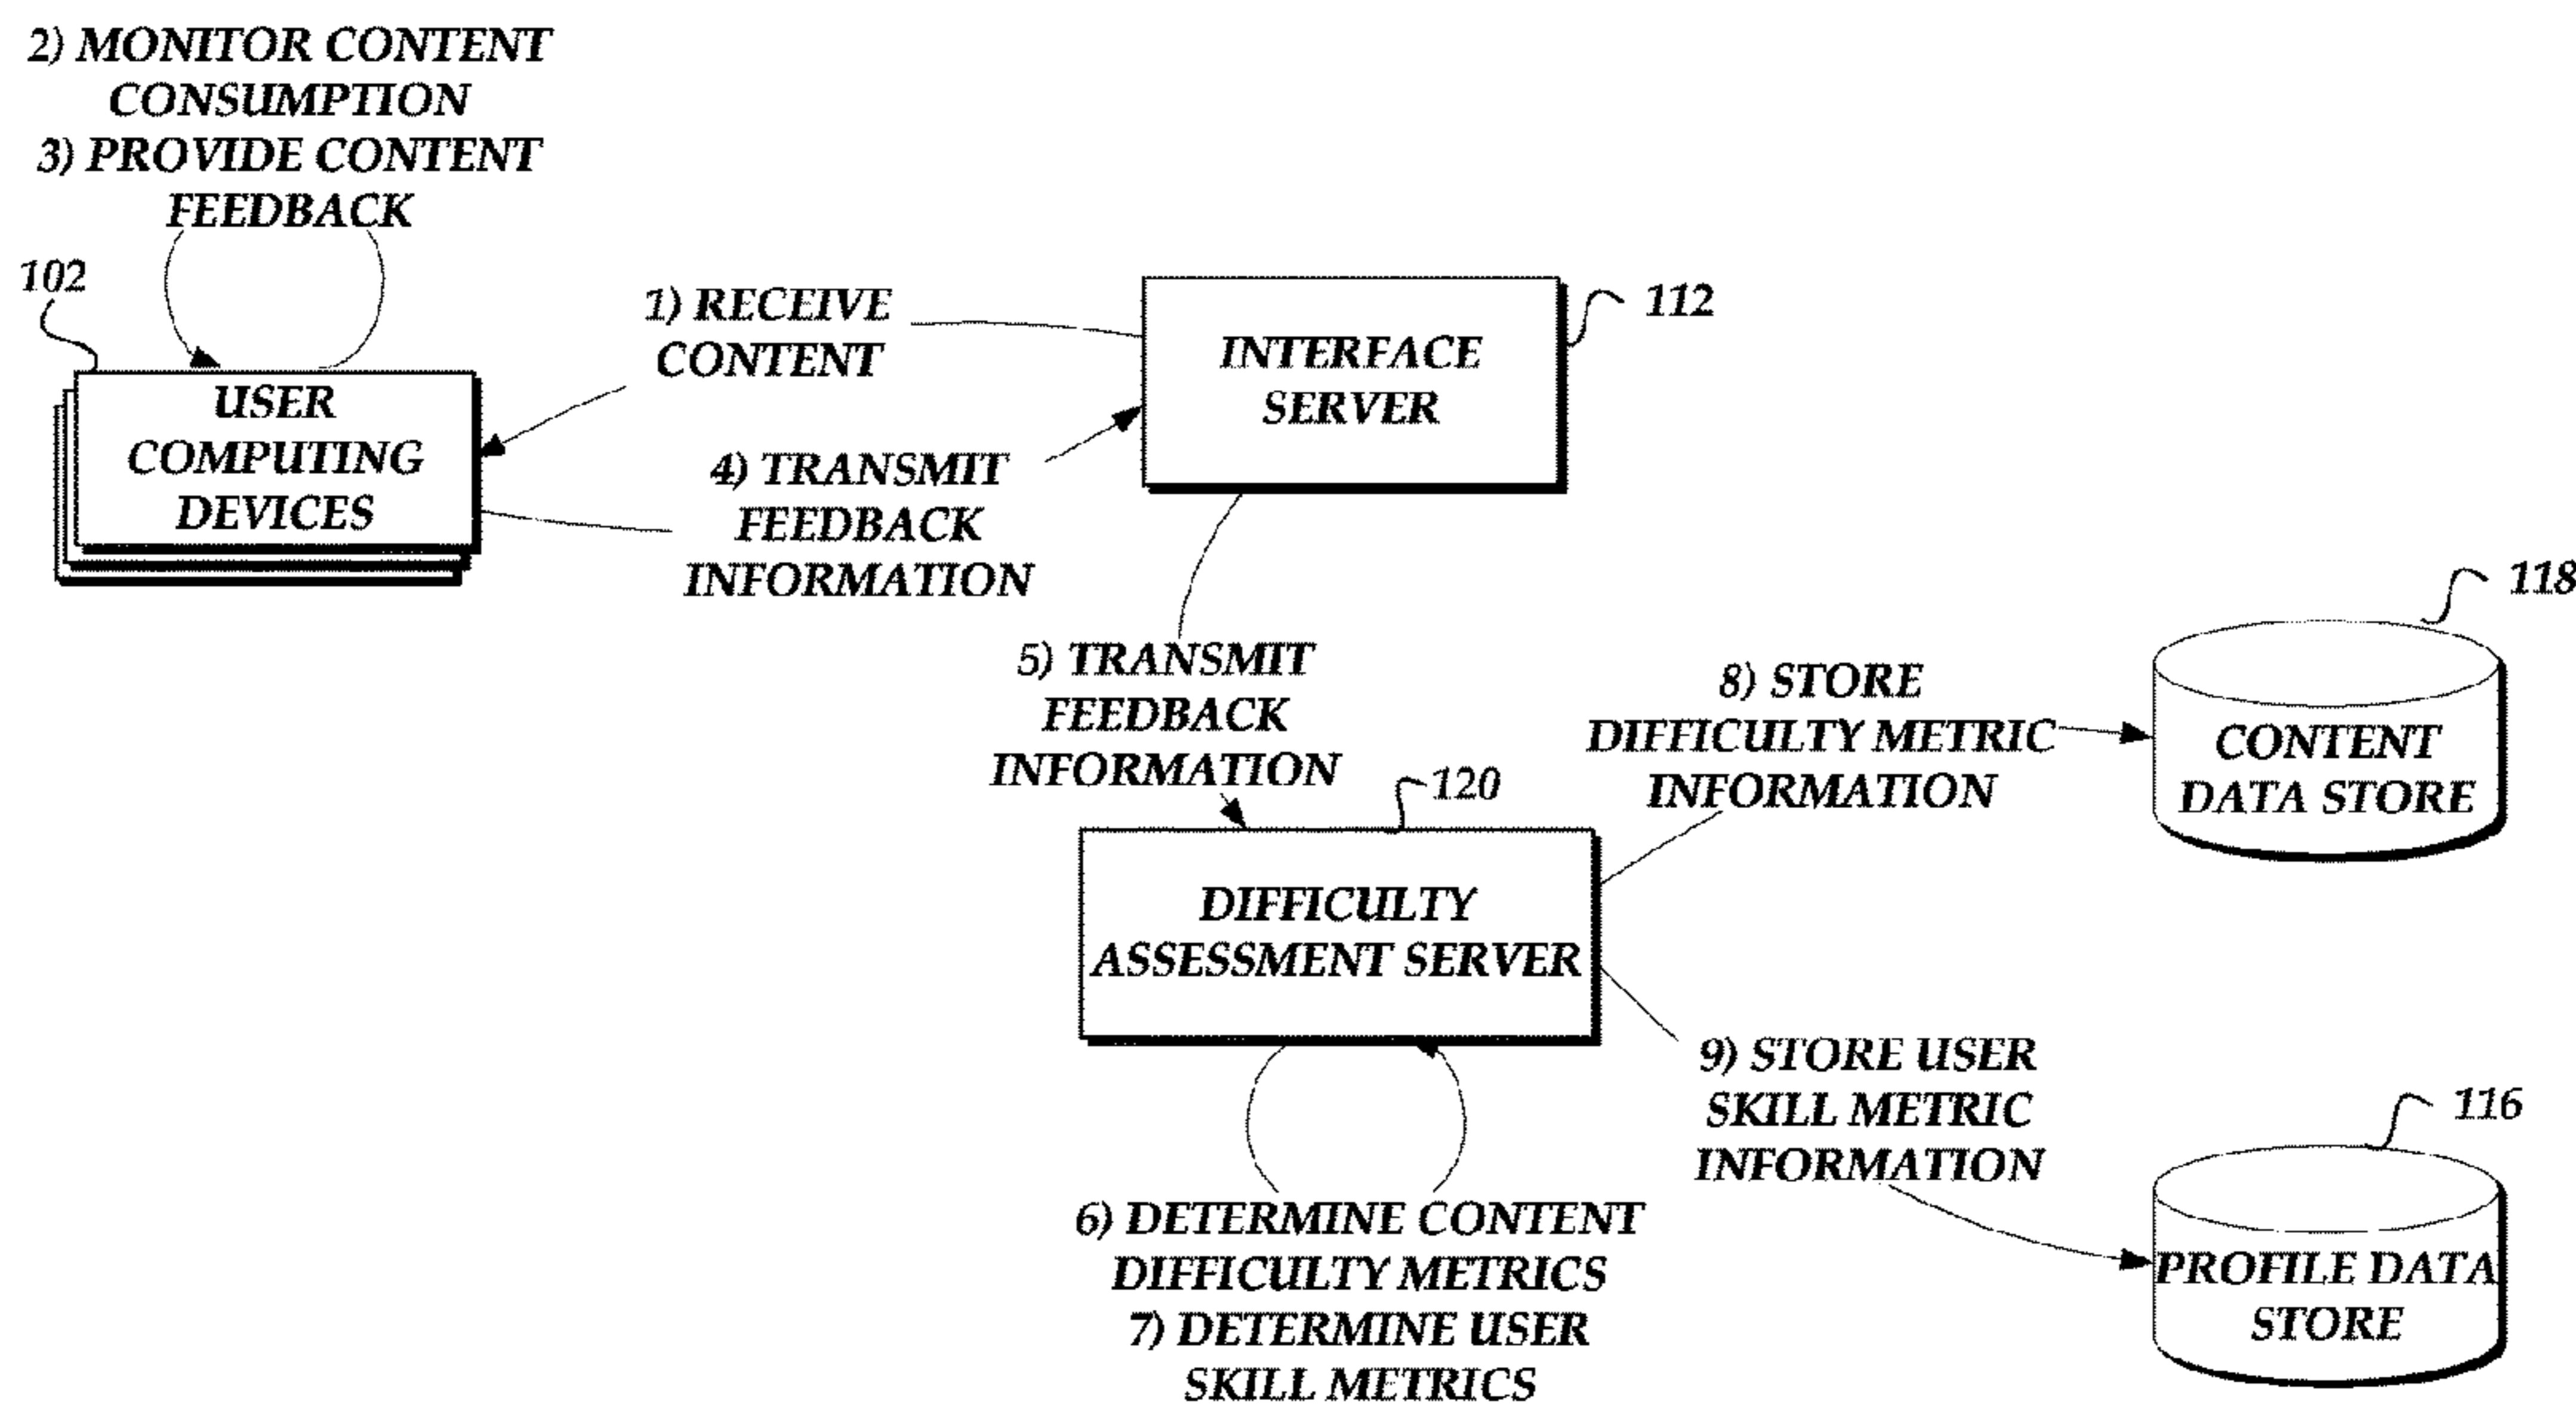 2) MONITOR CONTENT
CONSUMPTION
3) PROVIDE CONTENT
FEEDBACK
102
USER
COMPUTING
DEVICES
1) RECEIVE
CONTENT
4) TRANSMIT
FEEDBACK
INFORMATION
INTERFACE
SERVER
112
5) TRANSMIT
FEEDBACK
INFORMATION
120
DIFFICULTY
ASSESSMENT SERVER
8) STORE
DIFFICULTY METRIC
INFORMATION
118
CONTENT
DATA STORE
9) STORE USER
SKILL METRIC
INFORMATION
116
PROFILE DATA
STORE
6) DETERMINE CONTENT
DIFFICULTY METRICS
7) DETERMINE USER
SKILL METRICS